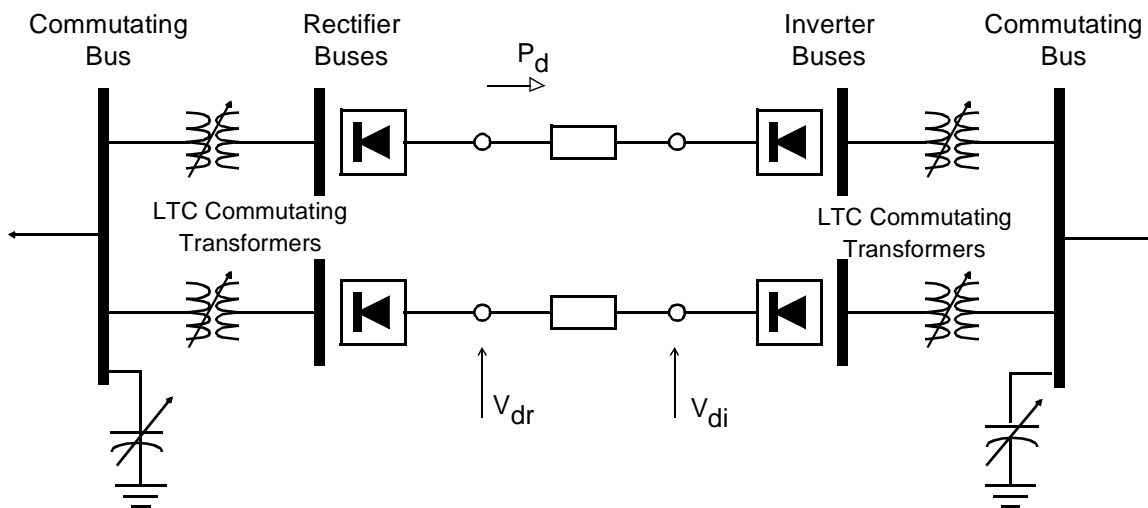 Commutating
Bus
Rectifier
Buses
P_d
Inverter
Buses
Commutating
Bus
LTC Commutating
Transformers
LTC Commutating
Transformers
V_dr
V_di